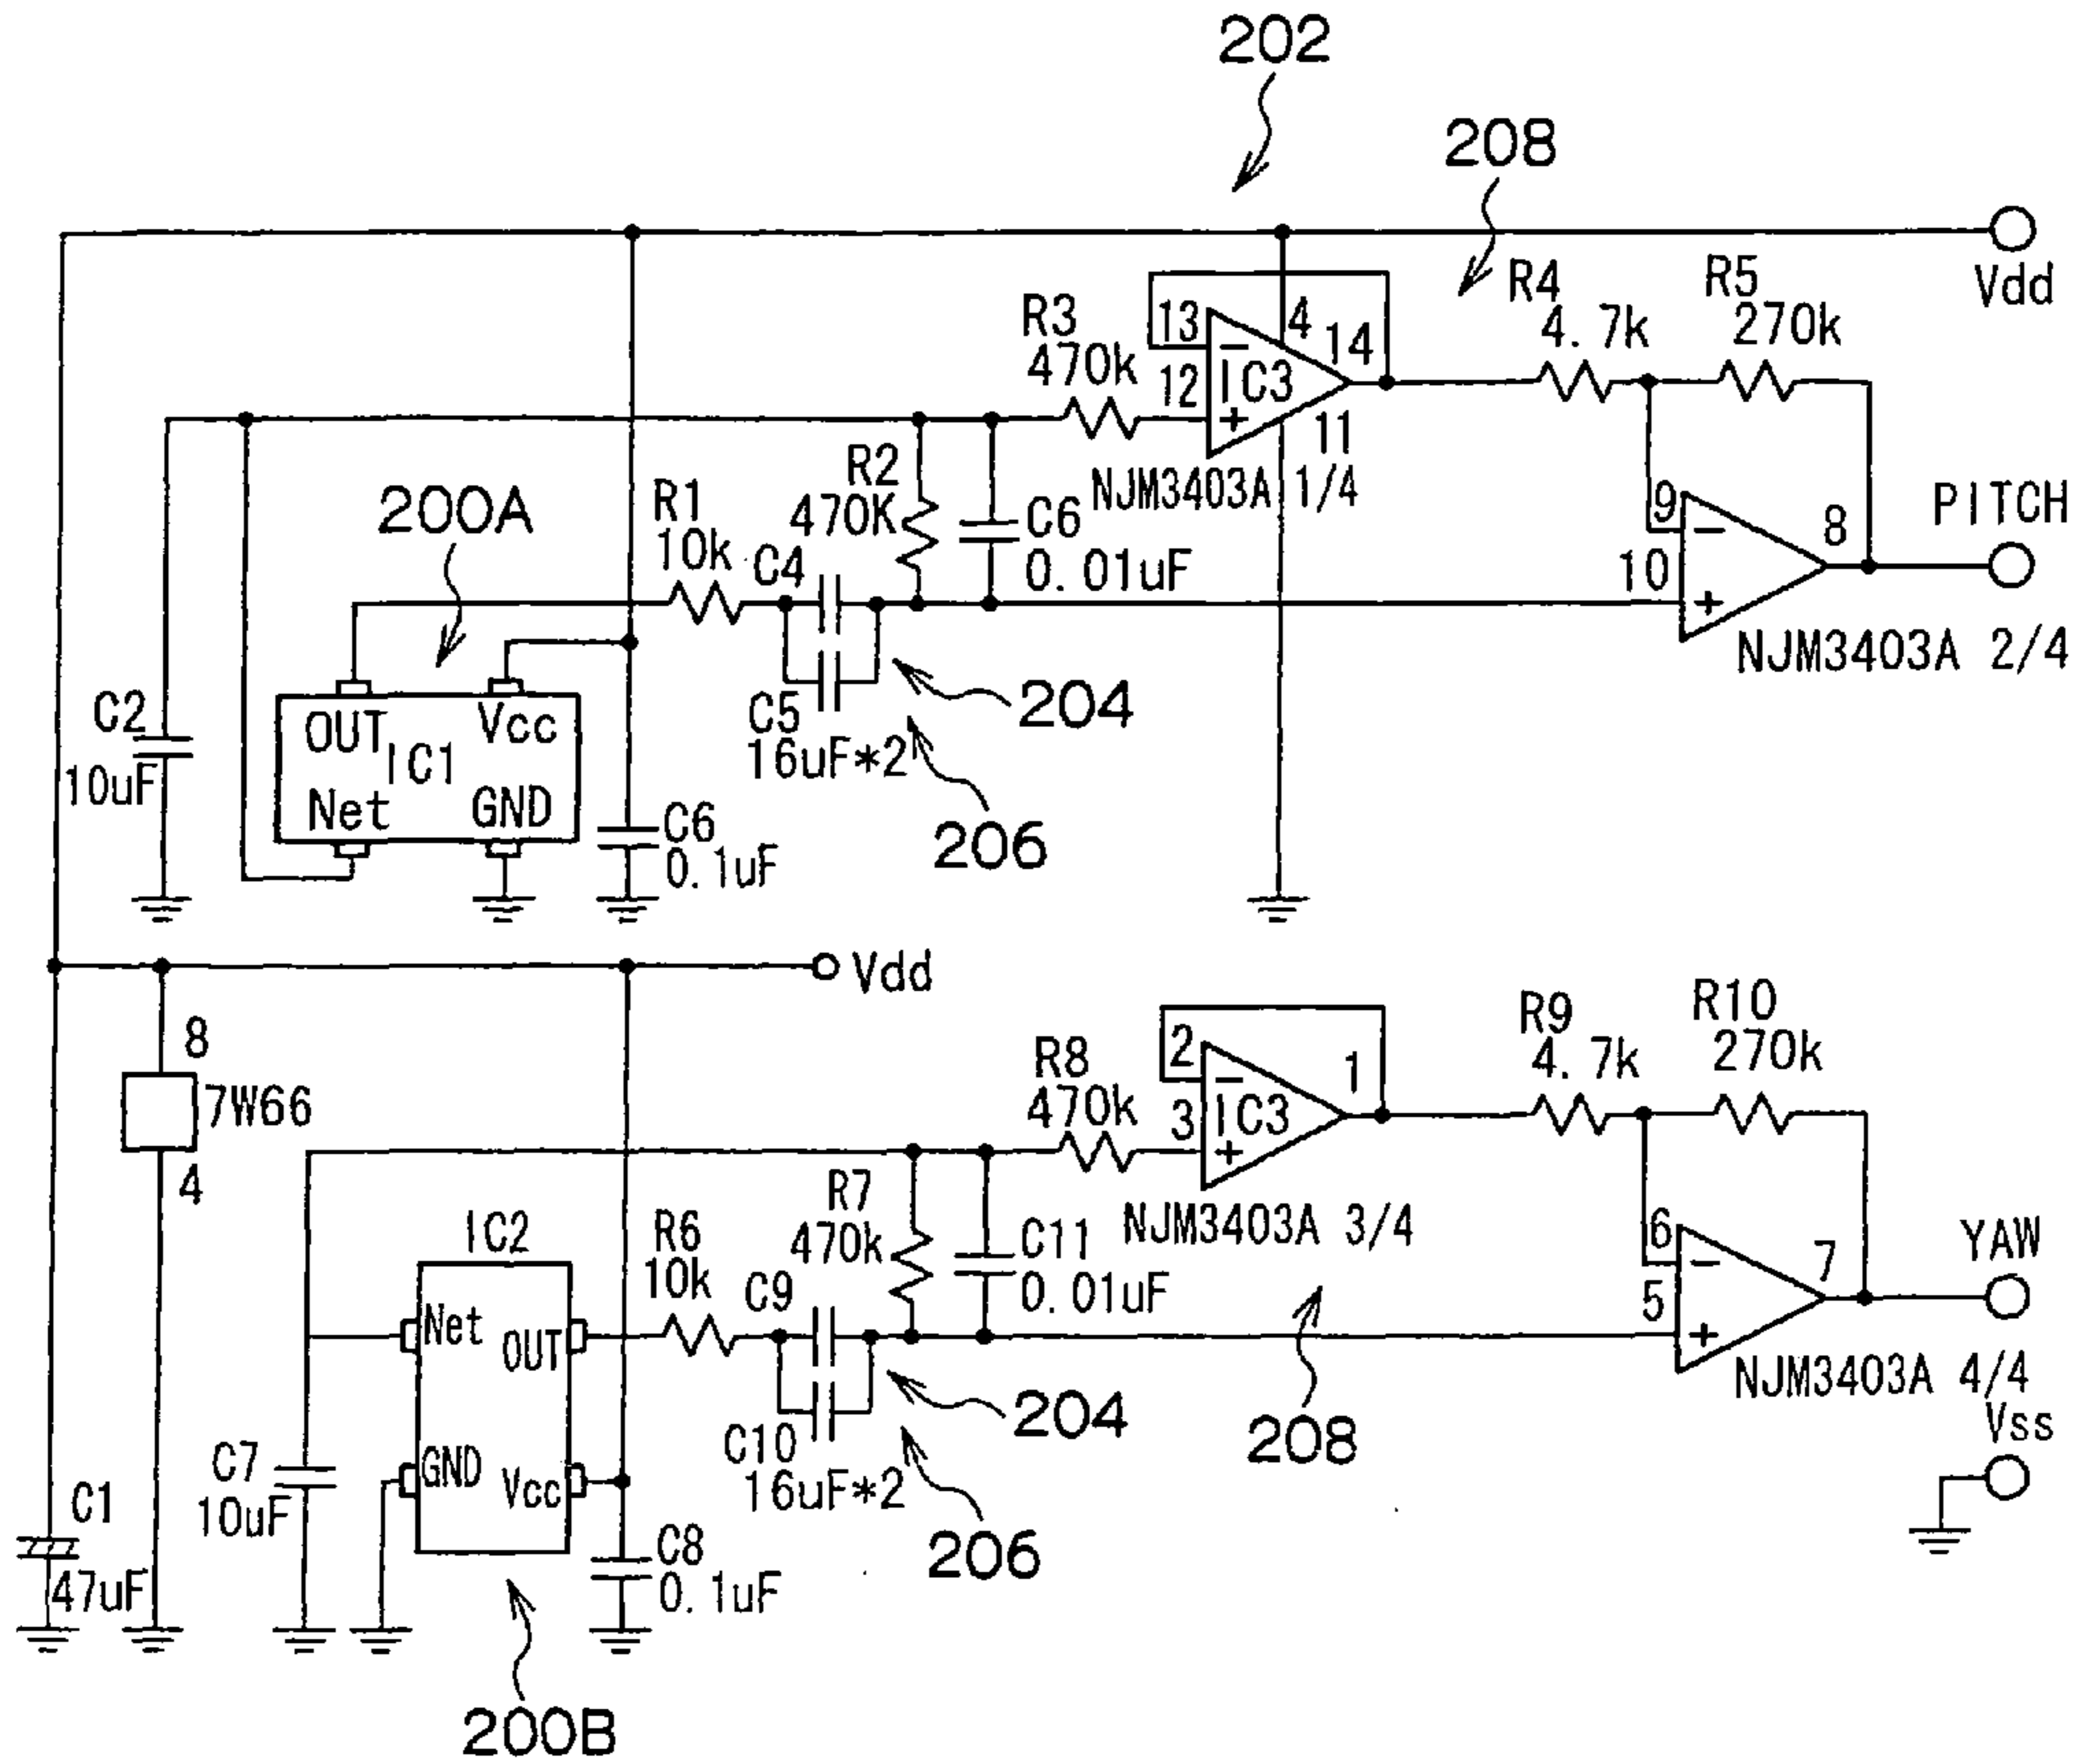 202
208
Vdd
R3
470k
13
12
4
14
IC3
11
NJM3403A 1/4
R4
4.7k
R5
270k
200A
R1
10k
R2
470K
C6
0.01uF
C4
C5
16uF*2
204
206
9
10
8
PITCH
NJM3403A 2/4
C2
10uF
OUT
Vcc
IC1
Net
GND
C6
0.1uF
Vdd
8
7W66
4
R8
470k
2
3
1
IC3
NJM3403A 3/4
R9
4.7k
R10
270k
IC2
Net
OUT
GND
Vcc
R6
10k
R7
470k
C11
0.01uF
C9
C10
16uF*2
204
206
208
6
5
7
YAW
NJM3403A 4/4
Vss
C1
47uF
C7
10uF
C8
0.1uF
200B